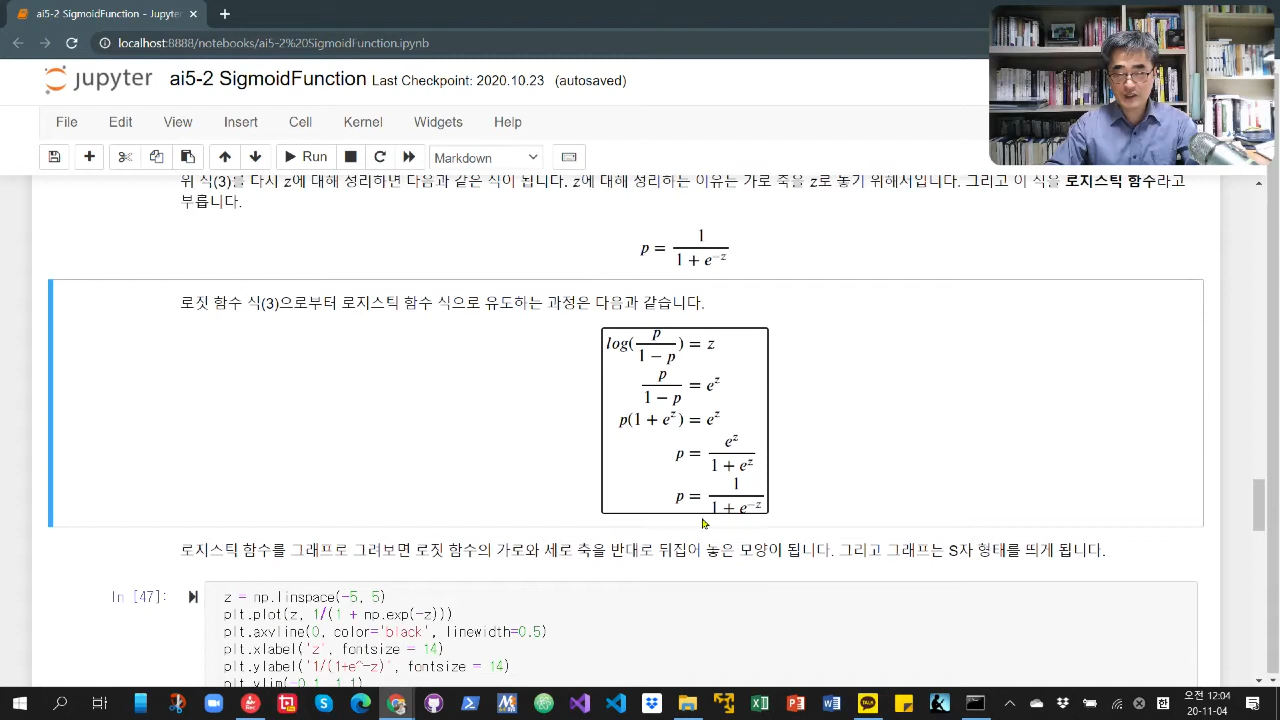 ai5-2 SigmoidFunction - Jupyter
localhost:8888/notebooks/ai5-2%20SigmoidFunction.ipynb
jupyter ai5-2 SigmoidFunction Last Checkpoint: 2020.10.23 (autosaved)
File Edit View Insert Cell Kernel Widgets Help
Run Markdown
위 식(3)를 다시 z에 대해 정리하면 다음과 같은 식이 됩니다. z에 대해 정리하는 이유는 가로 축을 z로 놓기 위해서입니다. 그리고 이 식을 로지스틱 함수라고
부릅니다.
p = \frac{1}{1 + e^{-z}}
로짓 함수 식(3)으로부터 로지스틱 함수 식으로 유도하는 과정은 다음과 같습니다.
log(\frac{p}{1 - p}) = z
\frac{p}{1 - p} = e^z
p(1 + e^z) = e^z
p = \frac{e^z}{1 + e^z}
p = \frac{1}{1 + e^{-z}}
로지스틱 함수를 그래프로 그려보면 로짓 함수의 가로와 세로 축을 반대로 뒤집어 놓은 모양이 됩니다. 그리고 그래프는 S자 형태를 띄게 됩니다.
In [47]: z = np.linspace(-5, 5)
plt.plot(z, 1/(1 + np.exp(-z)))
plt.axvline(0, color='black', linewidth=0.5)
plt.xlabel('z', fontsize = 14)
plt.ylabel('1/(1+e^-z)', fontsize = 14)
plt.ylim(-0.1, 1.1)
오전 12:04
20-11-04